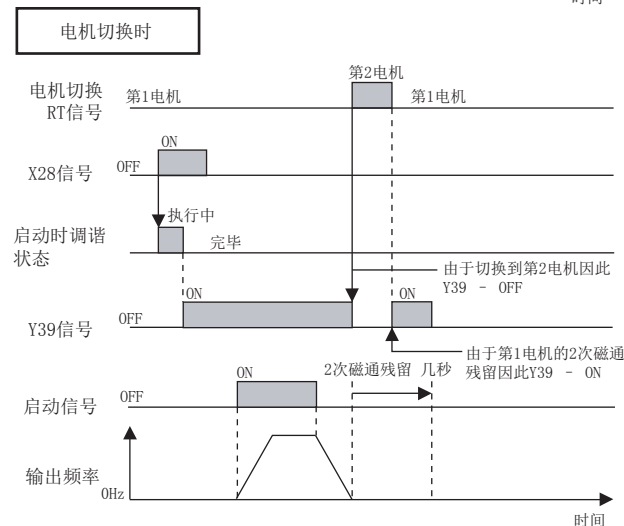 时间
电机切换时
第2电机
电机切换
RT信号
第1电机
第1电机
ON
X28信号
OFF
执行中
启动时调谐
状态
完毕
由于切换到第2电机因此
Y39 - OFF
ON
ON
Y39信号
OFF
由于第1电机的2次磁通
残留因此Y39 - ON
2次磁通残留 几秒
ON
启动信号
OFF
输出频率
0Hz
时间